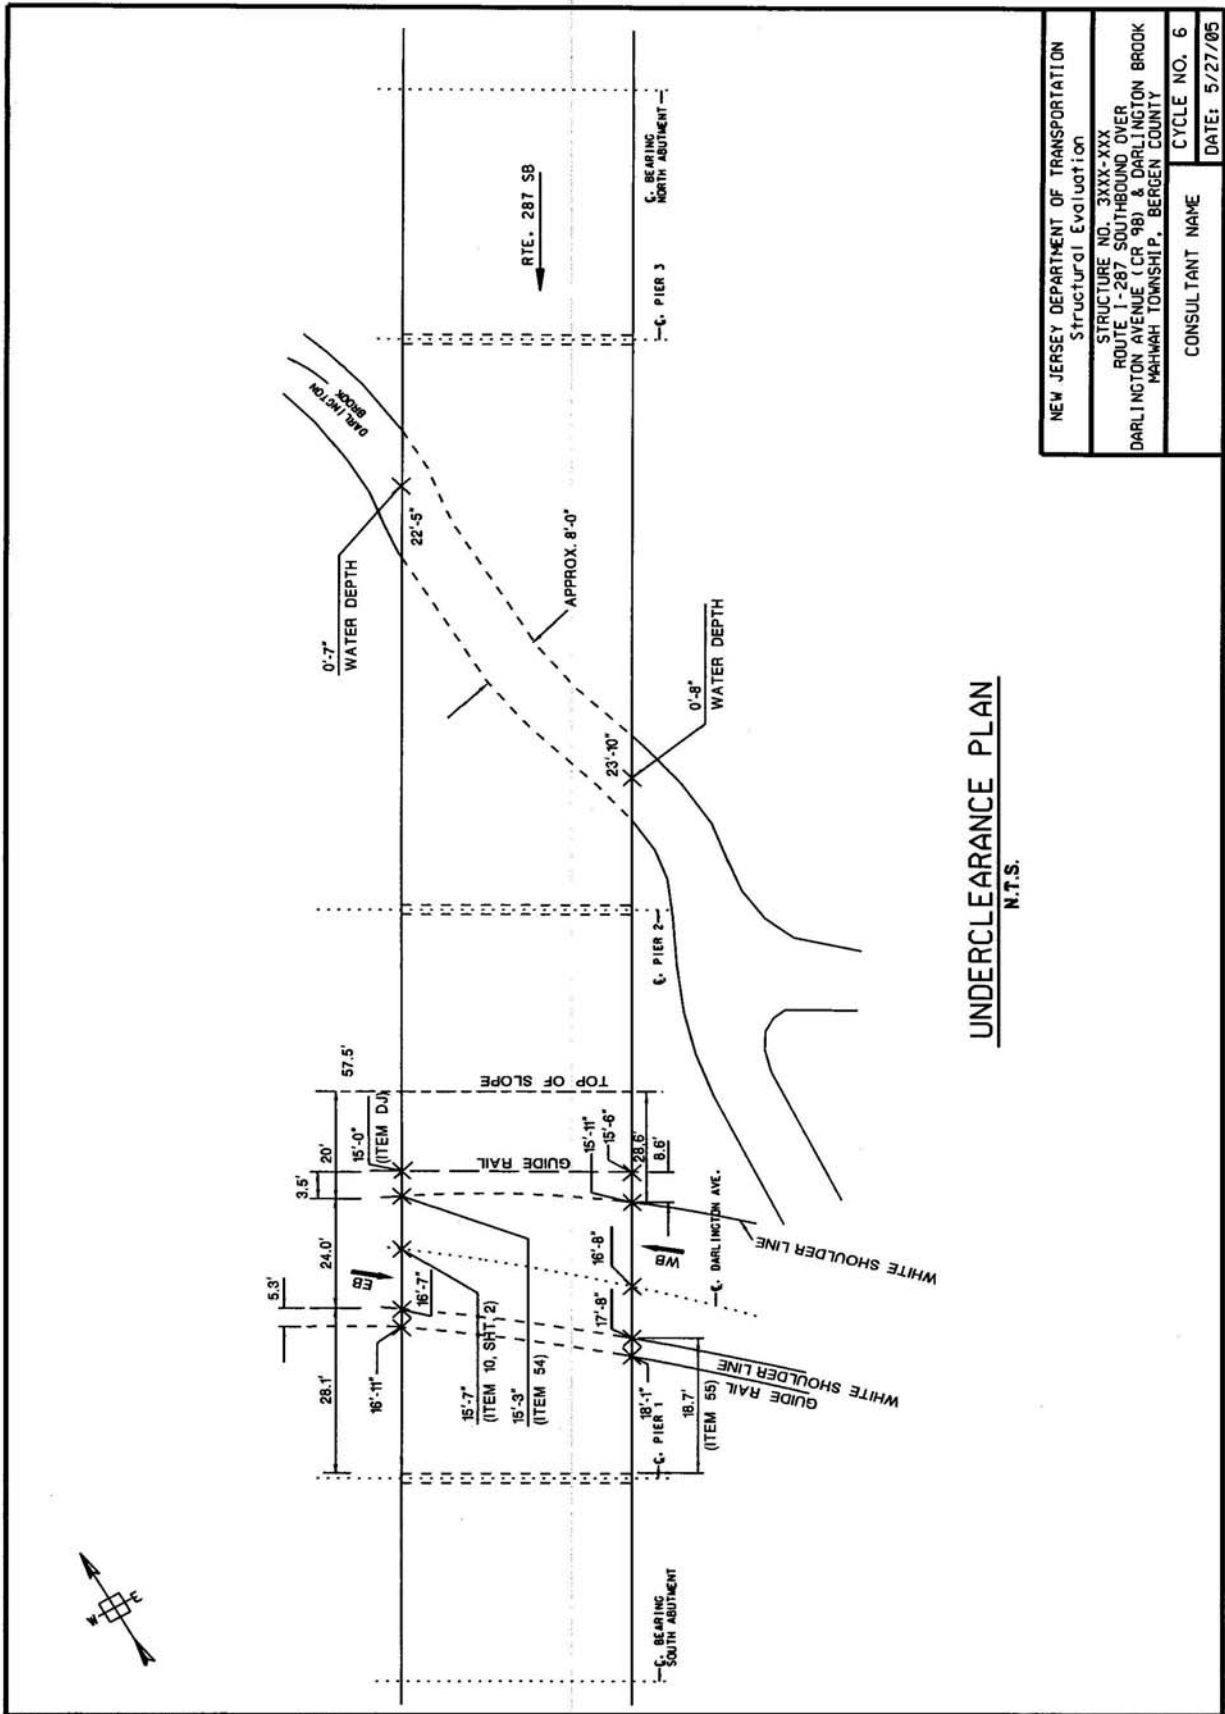 NEW JERSEY DEPARTMENT OF TRANSPORTATION
Structural Evaluation
STRUCTURE NO. 3XXX-XXX
ROUTE I-287 SOUTHBOUND OVER
DARLINGTON AVENUE (CR 98) & DARLINGTON BROOK
MAHWAH TOWNSHIP, BERGEN COUNTY
CONSULTANT NAME
CYCLE NO. 6
DATE: 5/27/05
W
E
RTE. 287 SB
DARLINGTON
BROOK
0'-7"
WATER DEPTH
22'-5"
APPROX. 8'-0"
23'-10"
0'-8"
WATER DEPTH
28.1'
5.3'
24.0'
3.5'
20'
57.5'
15'-0"
(ITEM DJ)
EB
16'-7"
16'-11"
15'-7"
(ITEM 10, SHT. 2)
15'-3"
(ITEM 54)
GUIDE RAIL
TOP OF SLOPE
15'-11"
15'-6"
28.6'
8.6'
16'-8"
WB
17'-8"
18'-1"
18.7'
(ITEM 55)
℄. DARLINGTON AVE.
WHITE SHOULDER LINE
WHITE SHOULDER LINE
GUIDE RAIL
℄. BEARING
SOUTH ABUTMENT
℄. PIER 1
℄. PIER 2
℄. PIER 3
℄. BEARING
NORTH ABUTMENT
UNDERCLEARANCE PLAN
N.T.S.